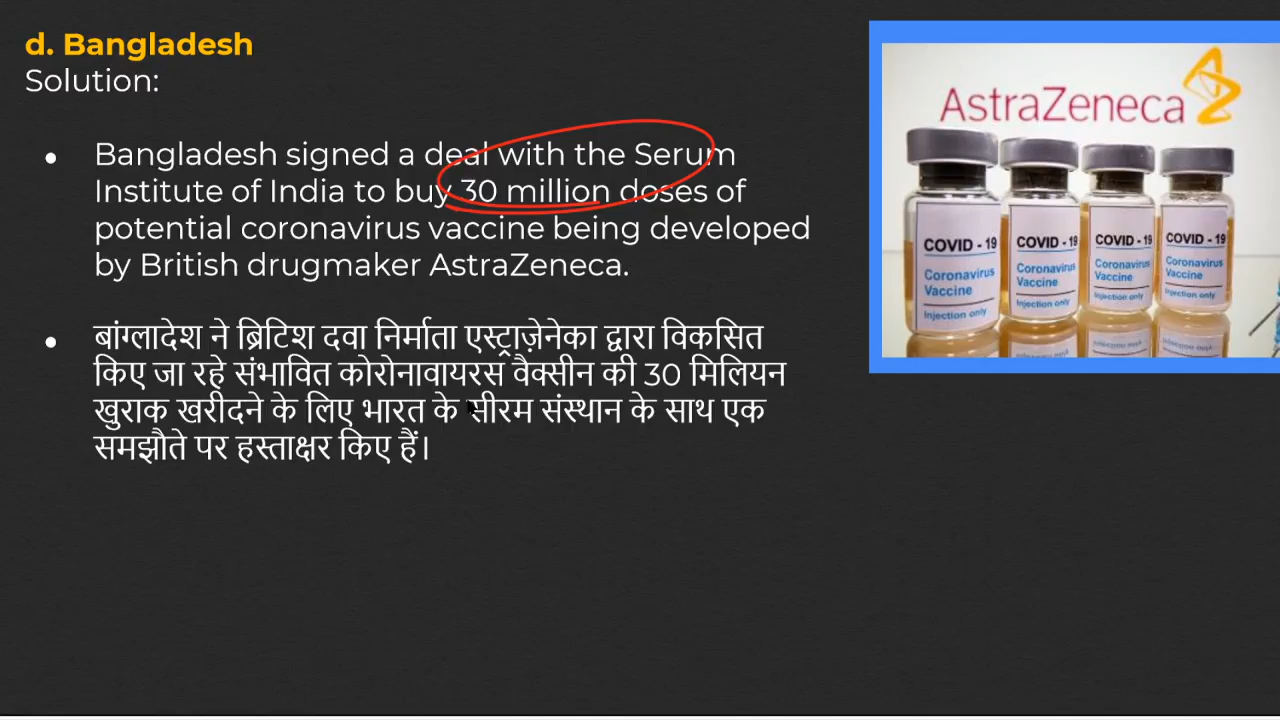 d. Bangladesh
Solution:
● Bangladesh signed a deal with the Serum
Institute of India to buy 30 million doses of
potential coronavirus vaccine being developed
by British drugmaker AstraZeneca.
● बांग्लादेश ने ब्रिटिश दवा निर्माता एस्ट्राज़ेनेका द्वारा विकसित
किए जा रहे संभावित कोरोनावायरस वैक्सीन की 30 मिलियन
खुराक खरीदने के लिए भारत के सीरम संस्थान के साथ एक
समझौते पर हस्ताक्षर किए हैं।
AstraZeneca
COVID - 19
Coronavirus
Vaccine
Injection only
COVID - 19
Coronavirus
Vaccine
Injection only
COVID - 19
Coronavirus
Vaccine
Injection only
COVID - 19
Coronavirus
Vaccine
Injection only